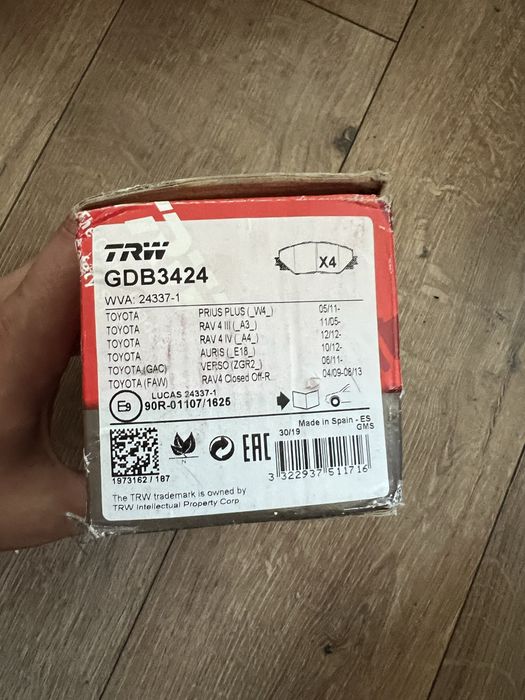 TRW
GDB3424
X4
WVA: 24337-1
TOYOTA PRIUS PLUS (_W4_) 05/11-
TOYOTA RAV 4 III (_A3_) 11/05-
TOYOTA RAV 4 IV (_A4_) 12/12-
TOYOTA AURIS (_E18_) 10/12-
TOYOTA (GAC) VERSO (ZGR2_) 06/11-
TOYOTA (FAW) RAV4 Closed Off-R... 04/09-08/13
LUCAS 24337-1
E9 90R-01107/1625
Made in Spain - ES
30/19 GMS
N
EAC
1973162 / 187
3 322937 511716
The TRW trademark is owned by
TRW Intellectual Property Corp.